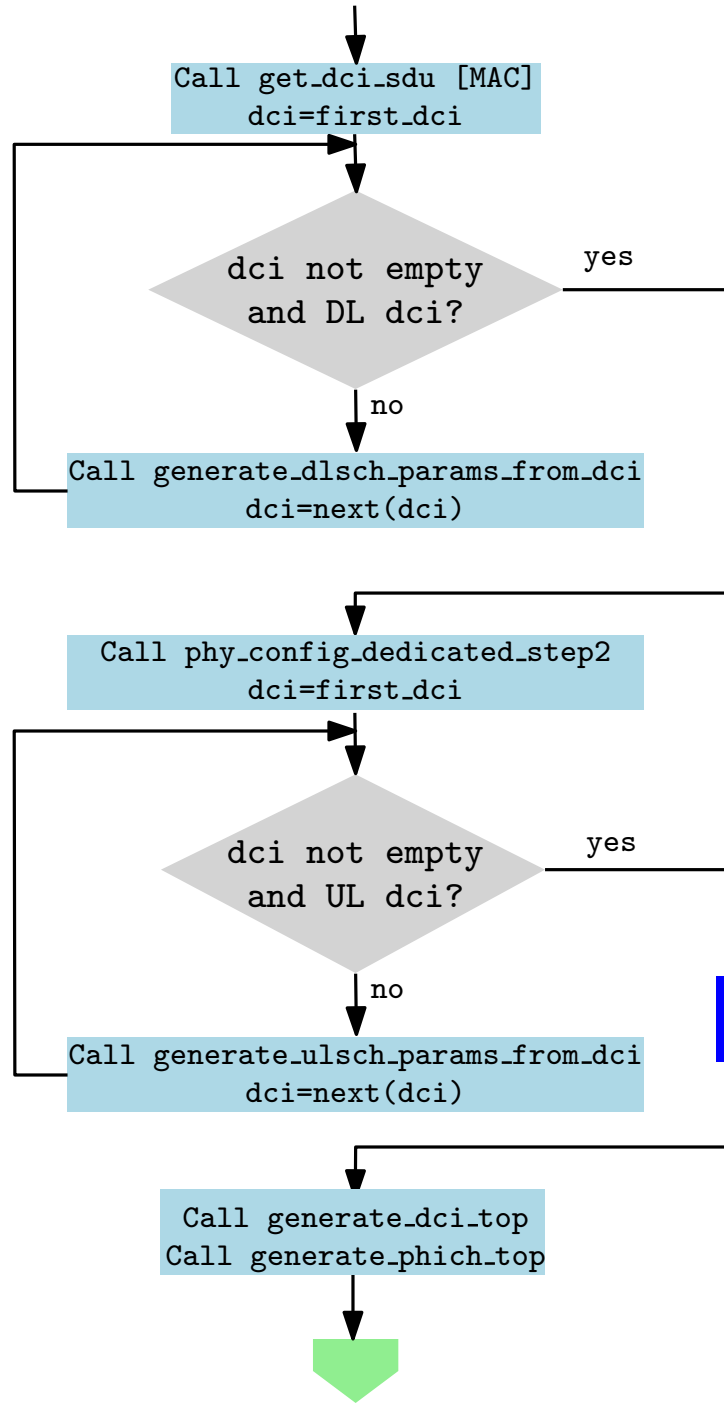 Call get_dci_sdu [MAC]
dci=first_dci
dci not empty
and DL dci?
yes
no
Call generate_dlsch_params_from_dci
dci=next(dci)
Call phy_config_dedicated_step2
dci=first_dci
dci not empty
and UL dci?
yes
no
Call generate_ulsch_params_from_dci
dci=next(dci)
Call generate_dci_top
Call generate_phich_top